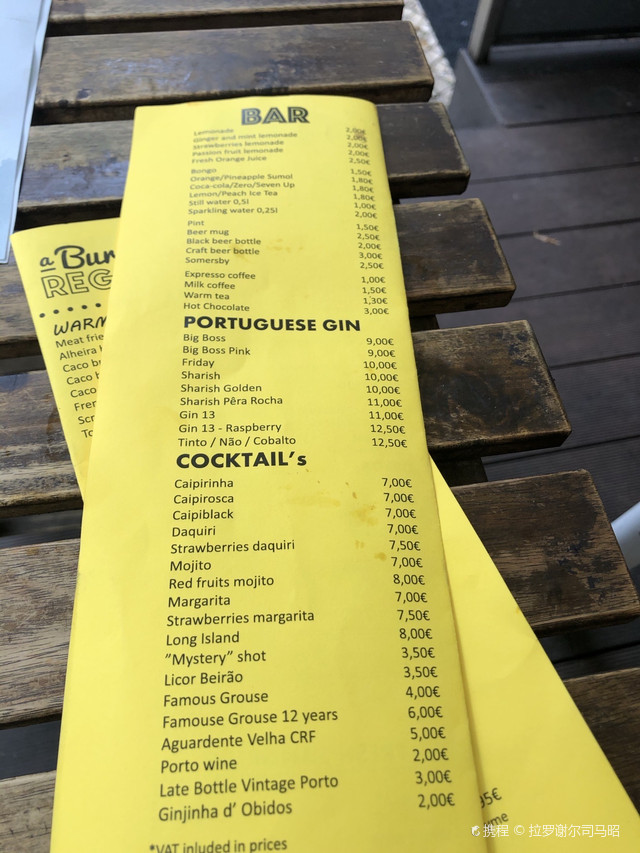 BAR
Lemonade 2,00€
Ginger and mint lemonade 2,00€
Strawberries lemonade 2,00€
Passion fruit lemonade 2,00€
Fresh Orange Juice 2,50€
Bongo 1,50€
Orange/Pineapple Sumol 1,80€
Coca-cola/Zero/Seven Up 1,80€
Lemon/Peach Ice Tea 1,80€
Still water 0,5l 1,00€
Sparkling water 0,25l 2,00€
Pint 1,50€
Beer mug 2,50€
Black beer bottle 2,00€
Craft beer bottle 3,00€
Somersby 2,50€
Expresso coffee 1,00€
Milk coffee 1,50€
Warm tea 1,30€
Hot Chocolate 3,00€
PORTUGUESE GIN
Big Boss 9,00€
Big Boss Pink 9,00€
Friday 10,00€
Sharish 10,00€
Sharish Golden 10,00€
Sharish Pêra Rocha 11,00€
Gin 13 11,00€
Gin 13 - Raspberry 12,50€
Tinto / Não / Cobalto 12,50€
COCKTAIL's
Caipirinha 7,00€
Caipirosca 7,00€
Caipiblack 7,00€
Daquiri 7,00€
Strawberries daquiri 7,50€
Mojito 7,00€
Red fruits mojito 8,00€
Margarita 7,00€
Strawberries margarita 7,50€
Long Island 8,00€
"Mystery" shot 3,50€
Licor Beirão 3,50€
Famous Grouse 4,00€
Famouse Grouse 12 years 6,00€
Aguardente Velha CRF 5,00€
Porto wine 2,00€
Late Bottle Vintage Porto 3,00€
Ginjinha d' Obidos 2,00€
*VAT inluded in prices
a Bur
REG
WARM
Meat frie
Alheira
Caco b
Caco b
Caco
Fren
Scr
To
95€
me
携程 © 拉罗谢尔司马昭